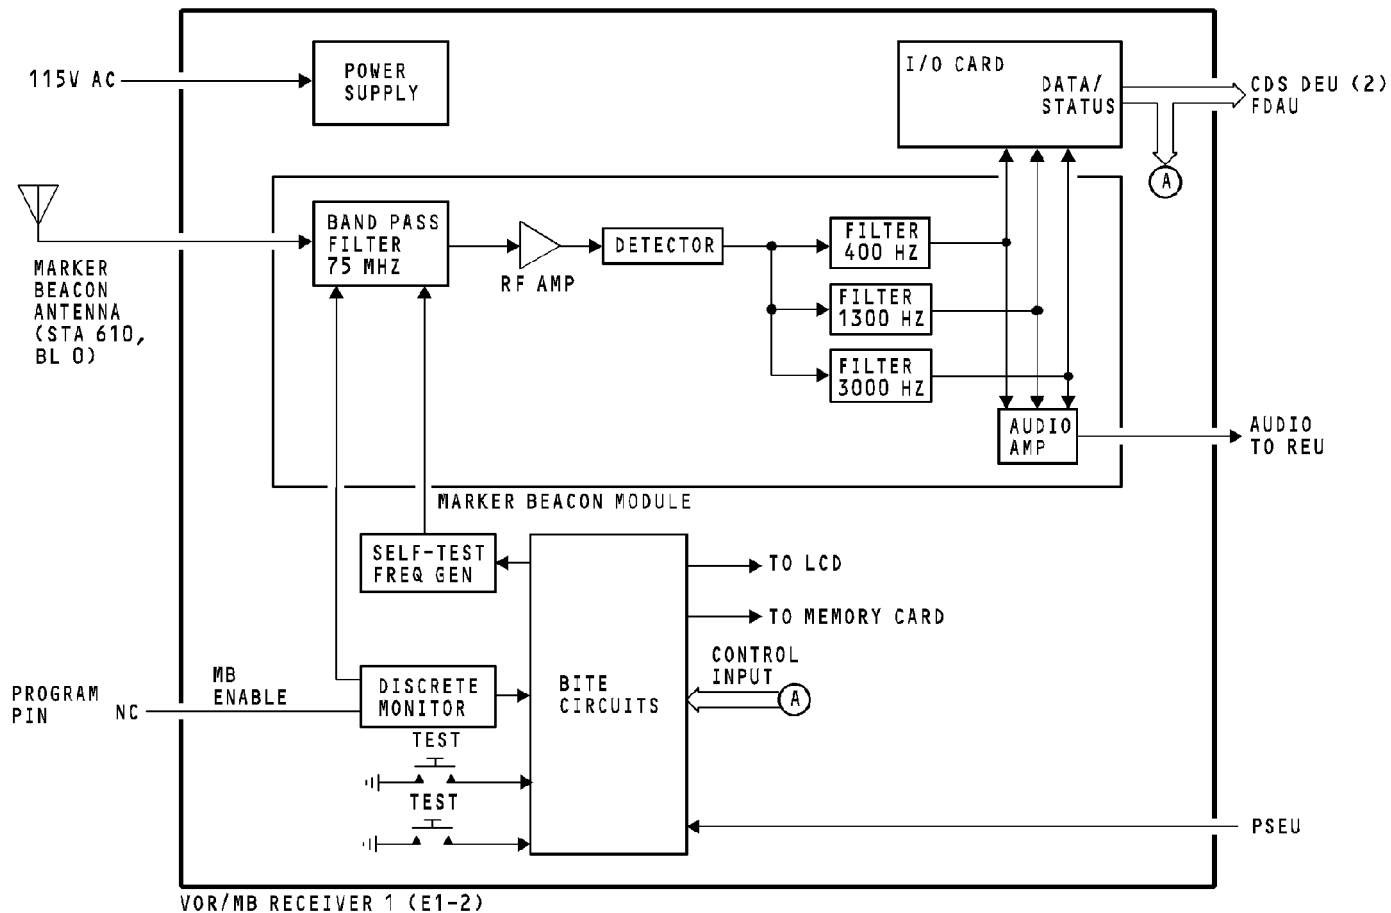 115V AC
POWER
SUPPLY
I/O CARD
DATA/
STATUS
CDS DEU (2)
FDAU
A
MARKER
BEACON
ANTENNA
(STA 610,
BL 0)
BAND PASS
FILTER
75 MHZ
RF AMP
DETECTOR
FILTER
400 HZ
FILTER
1300 HZ
FILTER
3000 HZ
AUDIO
AMP
AUDIO
TO REU
MARKER BEACON MODULE
SELF-TEST
FREQ GEN
TO LCD
TO MEMORY CARD
CONTROL
INPUT
A
BITE
CIRCUITS
PROGRAM
PIN
NC
MB
ENABLE
DISCRETE
MONITOR
TEST
TEST
PSEU
VOR/MB RECEIVER 1 (E1-2)